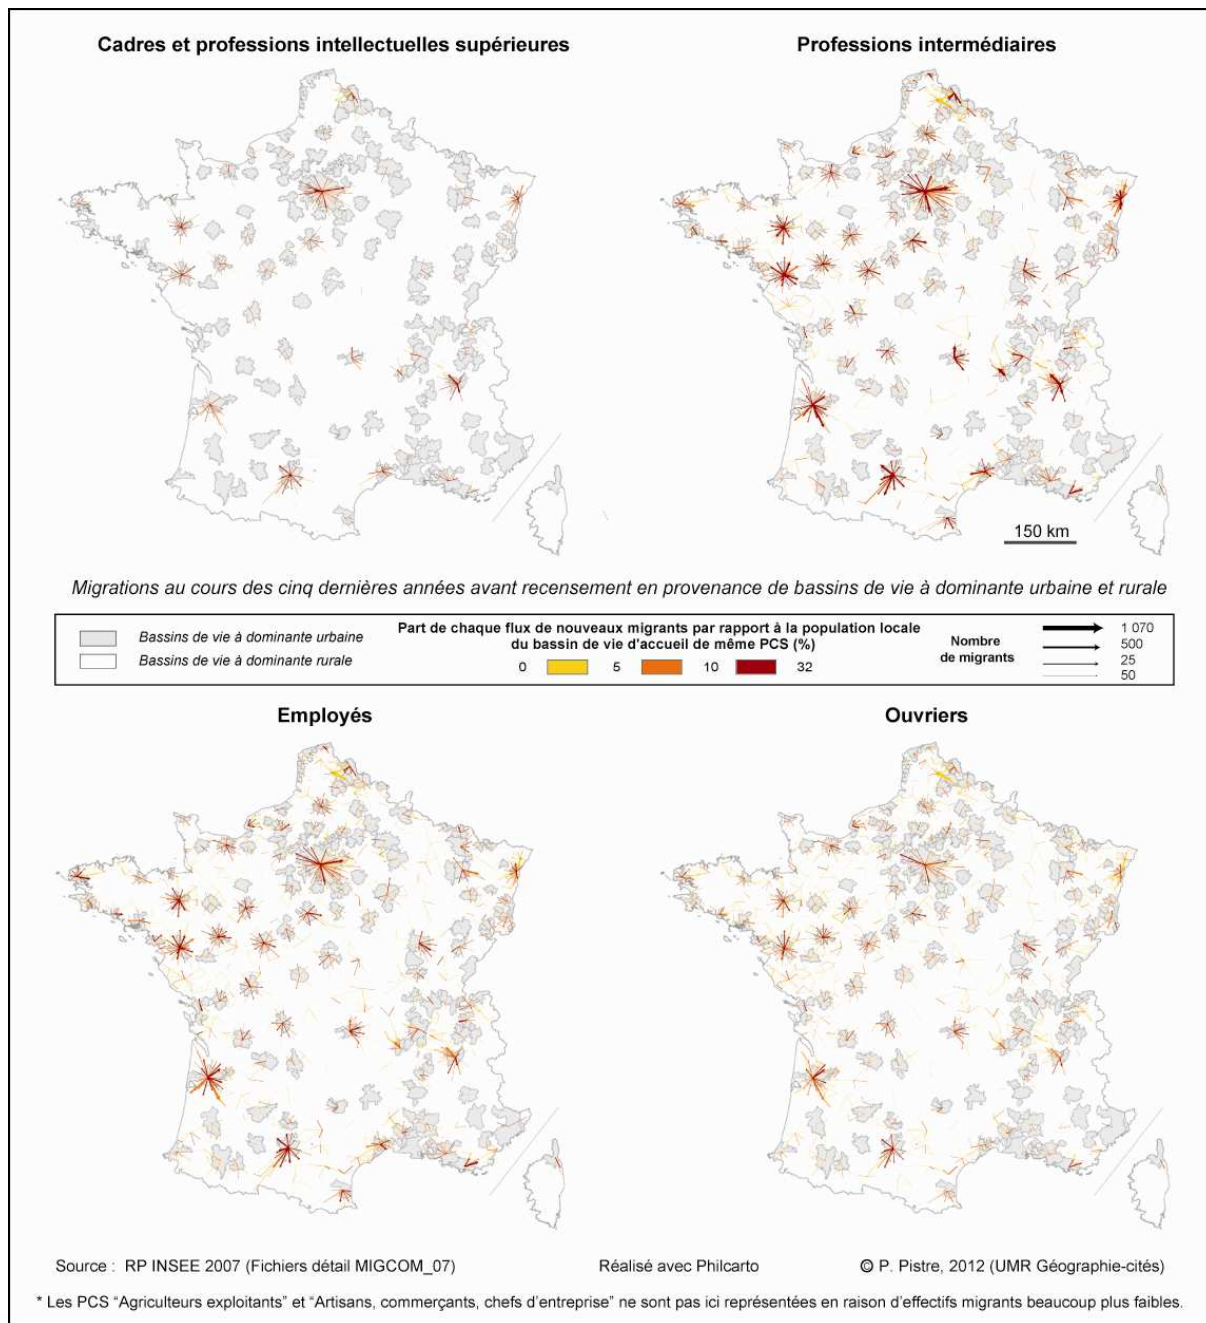 Cadres et professions intellectuelles supérieures
Professions intermédiaires
150 km
Migrations au cours des cinq dernières années avant recensement en provenance de bassins de vie à dominante urbaine et rurale
Bassins de vie à dominante urbaine
Bassins de vie à dominante rurale
Part de chaque flux de nouveaux migrants par rapport à la population locale
du bassin de vie d'accueil de même PCS (%)
0 5 10 32
Nombre
de migrants
1 070
500
25
50
Employés
Ouvriers
Source : RP INSEE 2007 (Fichiers détail MIGCOM_07)
Réalisé avec Philcarto
© P. Pistre, 2012 (UMR Géographie-cités)
* Les PCS “Agriculteurs exploitants” et “Artisans, commerçants, chefs d’entreprise” ne sont pas ici représentées en raison d’effectifs migrants beaucoup plus faibles.